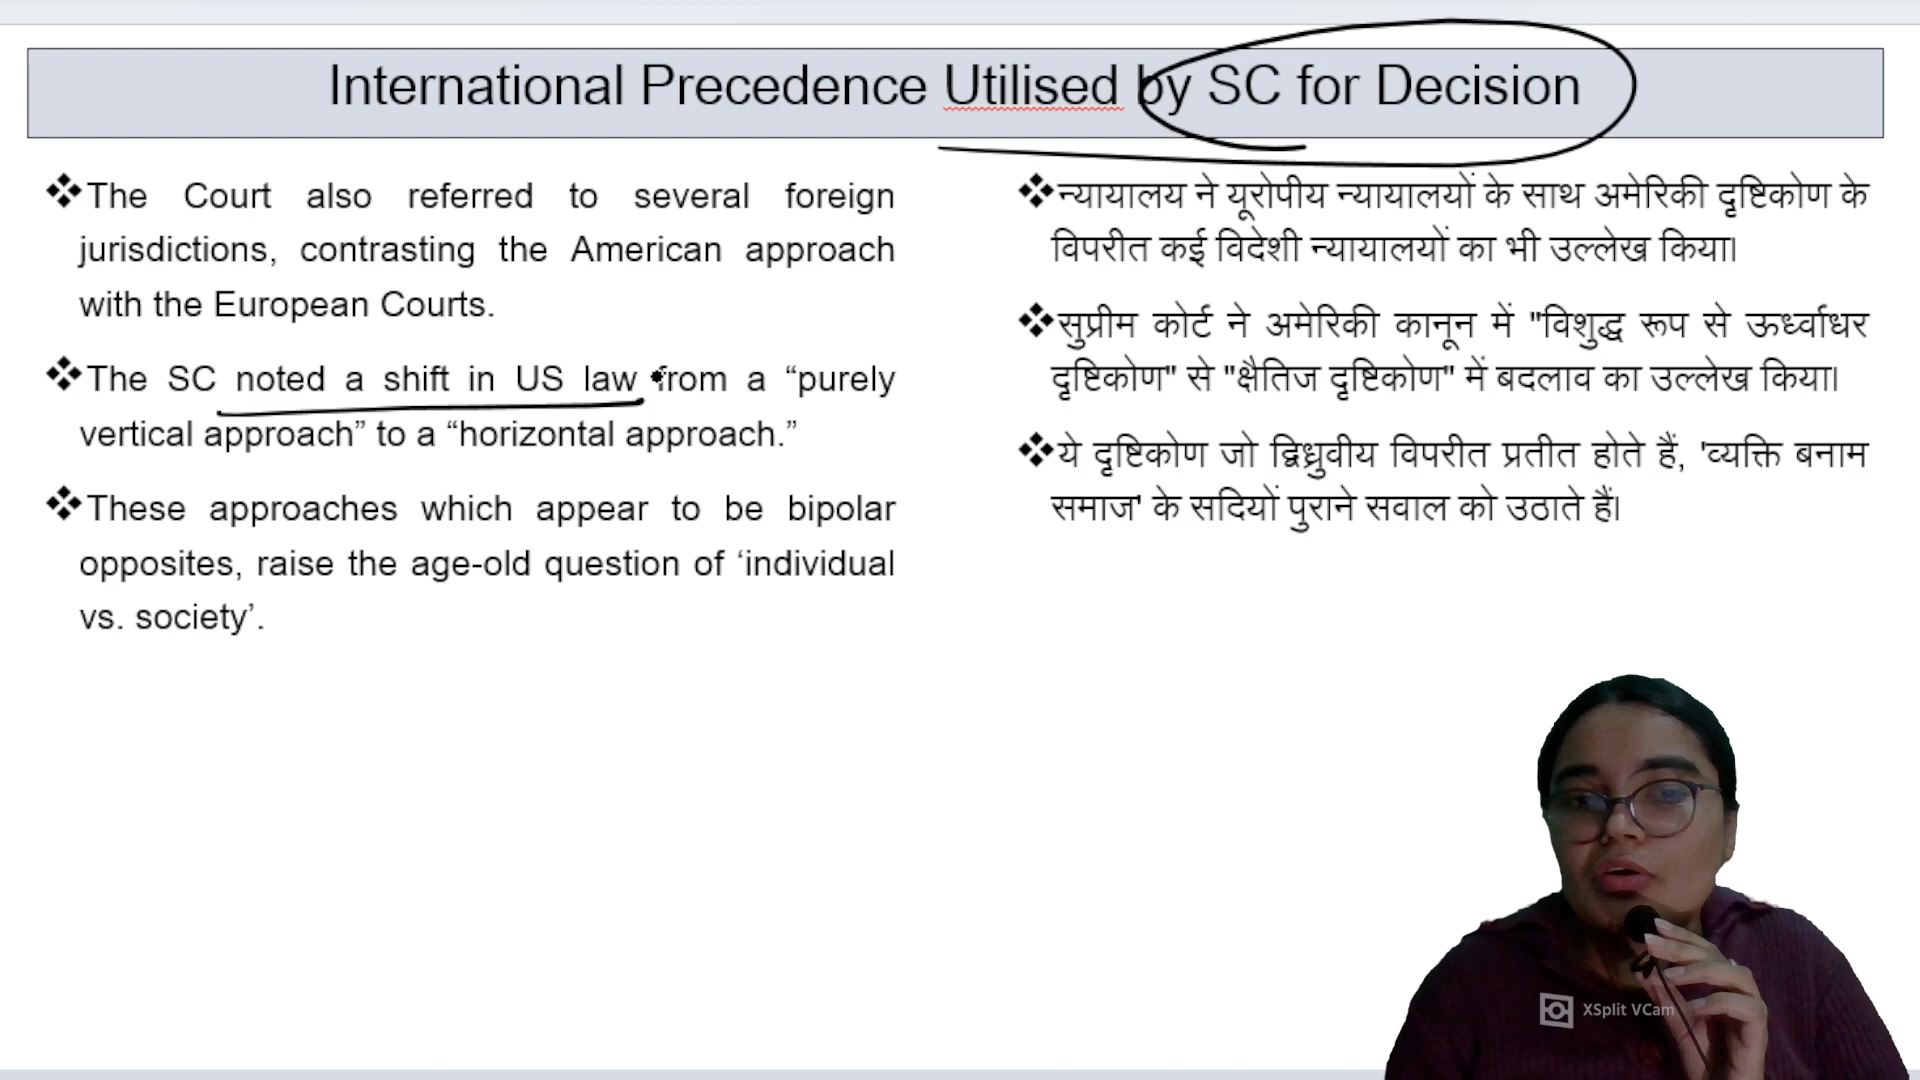 International Precedence Utilised by SC for Decision
❖The Court also referred to several foreign
jurisdictions, contrasting the American approach
with the European Courts.
❖The SC noted a shift in US law from a “purely
vertical approach” to a “horizontal approach.”
❖These approaches which appear to be bipolar
opposites, raise the age-old question of ‘individual
vs. society’.
❖न्यायालय ने यूरोपीय न्यायालयों के साथ अमेरिकी दृष्टिकोण के
विपरीत कई विदेशी न्यायालयों का भी उल्लेख किया।
❖सुप्रीम कोर्ट ने अमेरिकी कानून में "विशुद्ध रूप से ऊर्ध्वाधर
दृष्टिकोण" से "क्षैतिज दृष्टिकोण" में बदलाव का उल्लेख किया।
❖ये दृष्टिकोण जो द्विध्रुवीय विपरीत प्रतीत होते हैं, 'व्यक्ति बनाम
समाज' के सदियों पुराने सवाल को उठाते हैं।
XSplit VCam